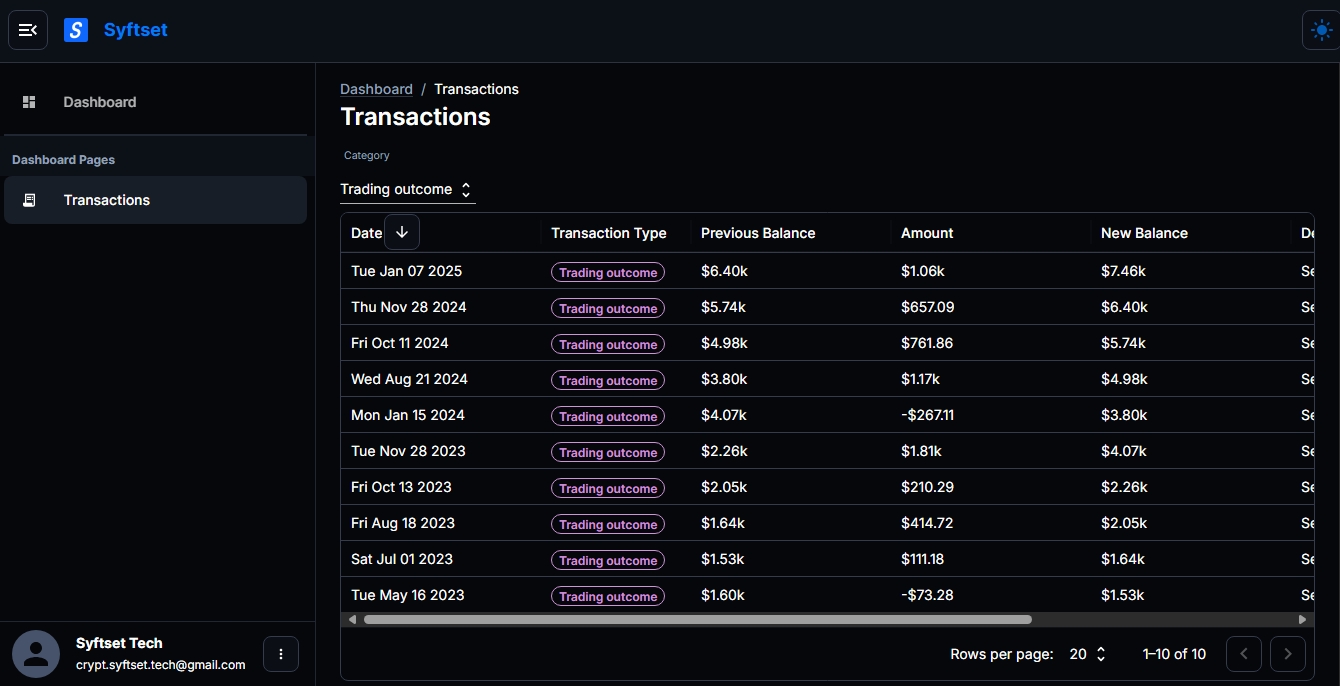 Syftset
Dashboard
Dashboard Pages
Transactions
Dashboard / Transactions
Transactions
Category
Trading outcome
Date Transaction Type Previous Balance Amount New Balance De
Tue Jan 07 2025 Trading outcome $6.40k $1.06k $7.46k Se
Thu Nov 28 2024 Trading outcome $5.74k $657.09 $6.40k Se
Fri Oct 11 2024 Trading outcome $4.98k $761.86 $5.74k Se
Wed Aug 21 2024 Trading outcome $3.80k $1.17k $4.98k Se
Mon Jan 15 2024 Trading outcome $4.07k -$267.11 $3.80k Se
Tue Nov 28 2023 Trading outcome $2.26k $1.81k $4.07k Se
Fri Oct 13 2023 Trading outcome $2.05k $210.29 $2.26k Se
Fri Aug 18 2023 Trading outcome $1.64k $414.72 $2.05k Se
Sat Jul 01 2023 Trading outcome $1.53k $111.18 $1.64k Se
Tue May 16 2023 Trading outcome $1.60k -$73.28 $1.53k Se
Rows per page: 20 1–10 of 10
Syftset Tech
crypt.syftset.tech@gmail.com